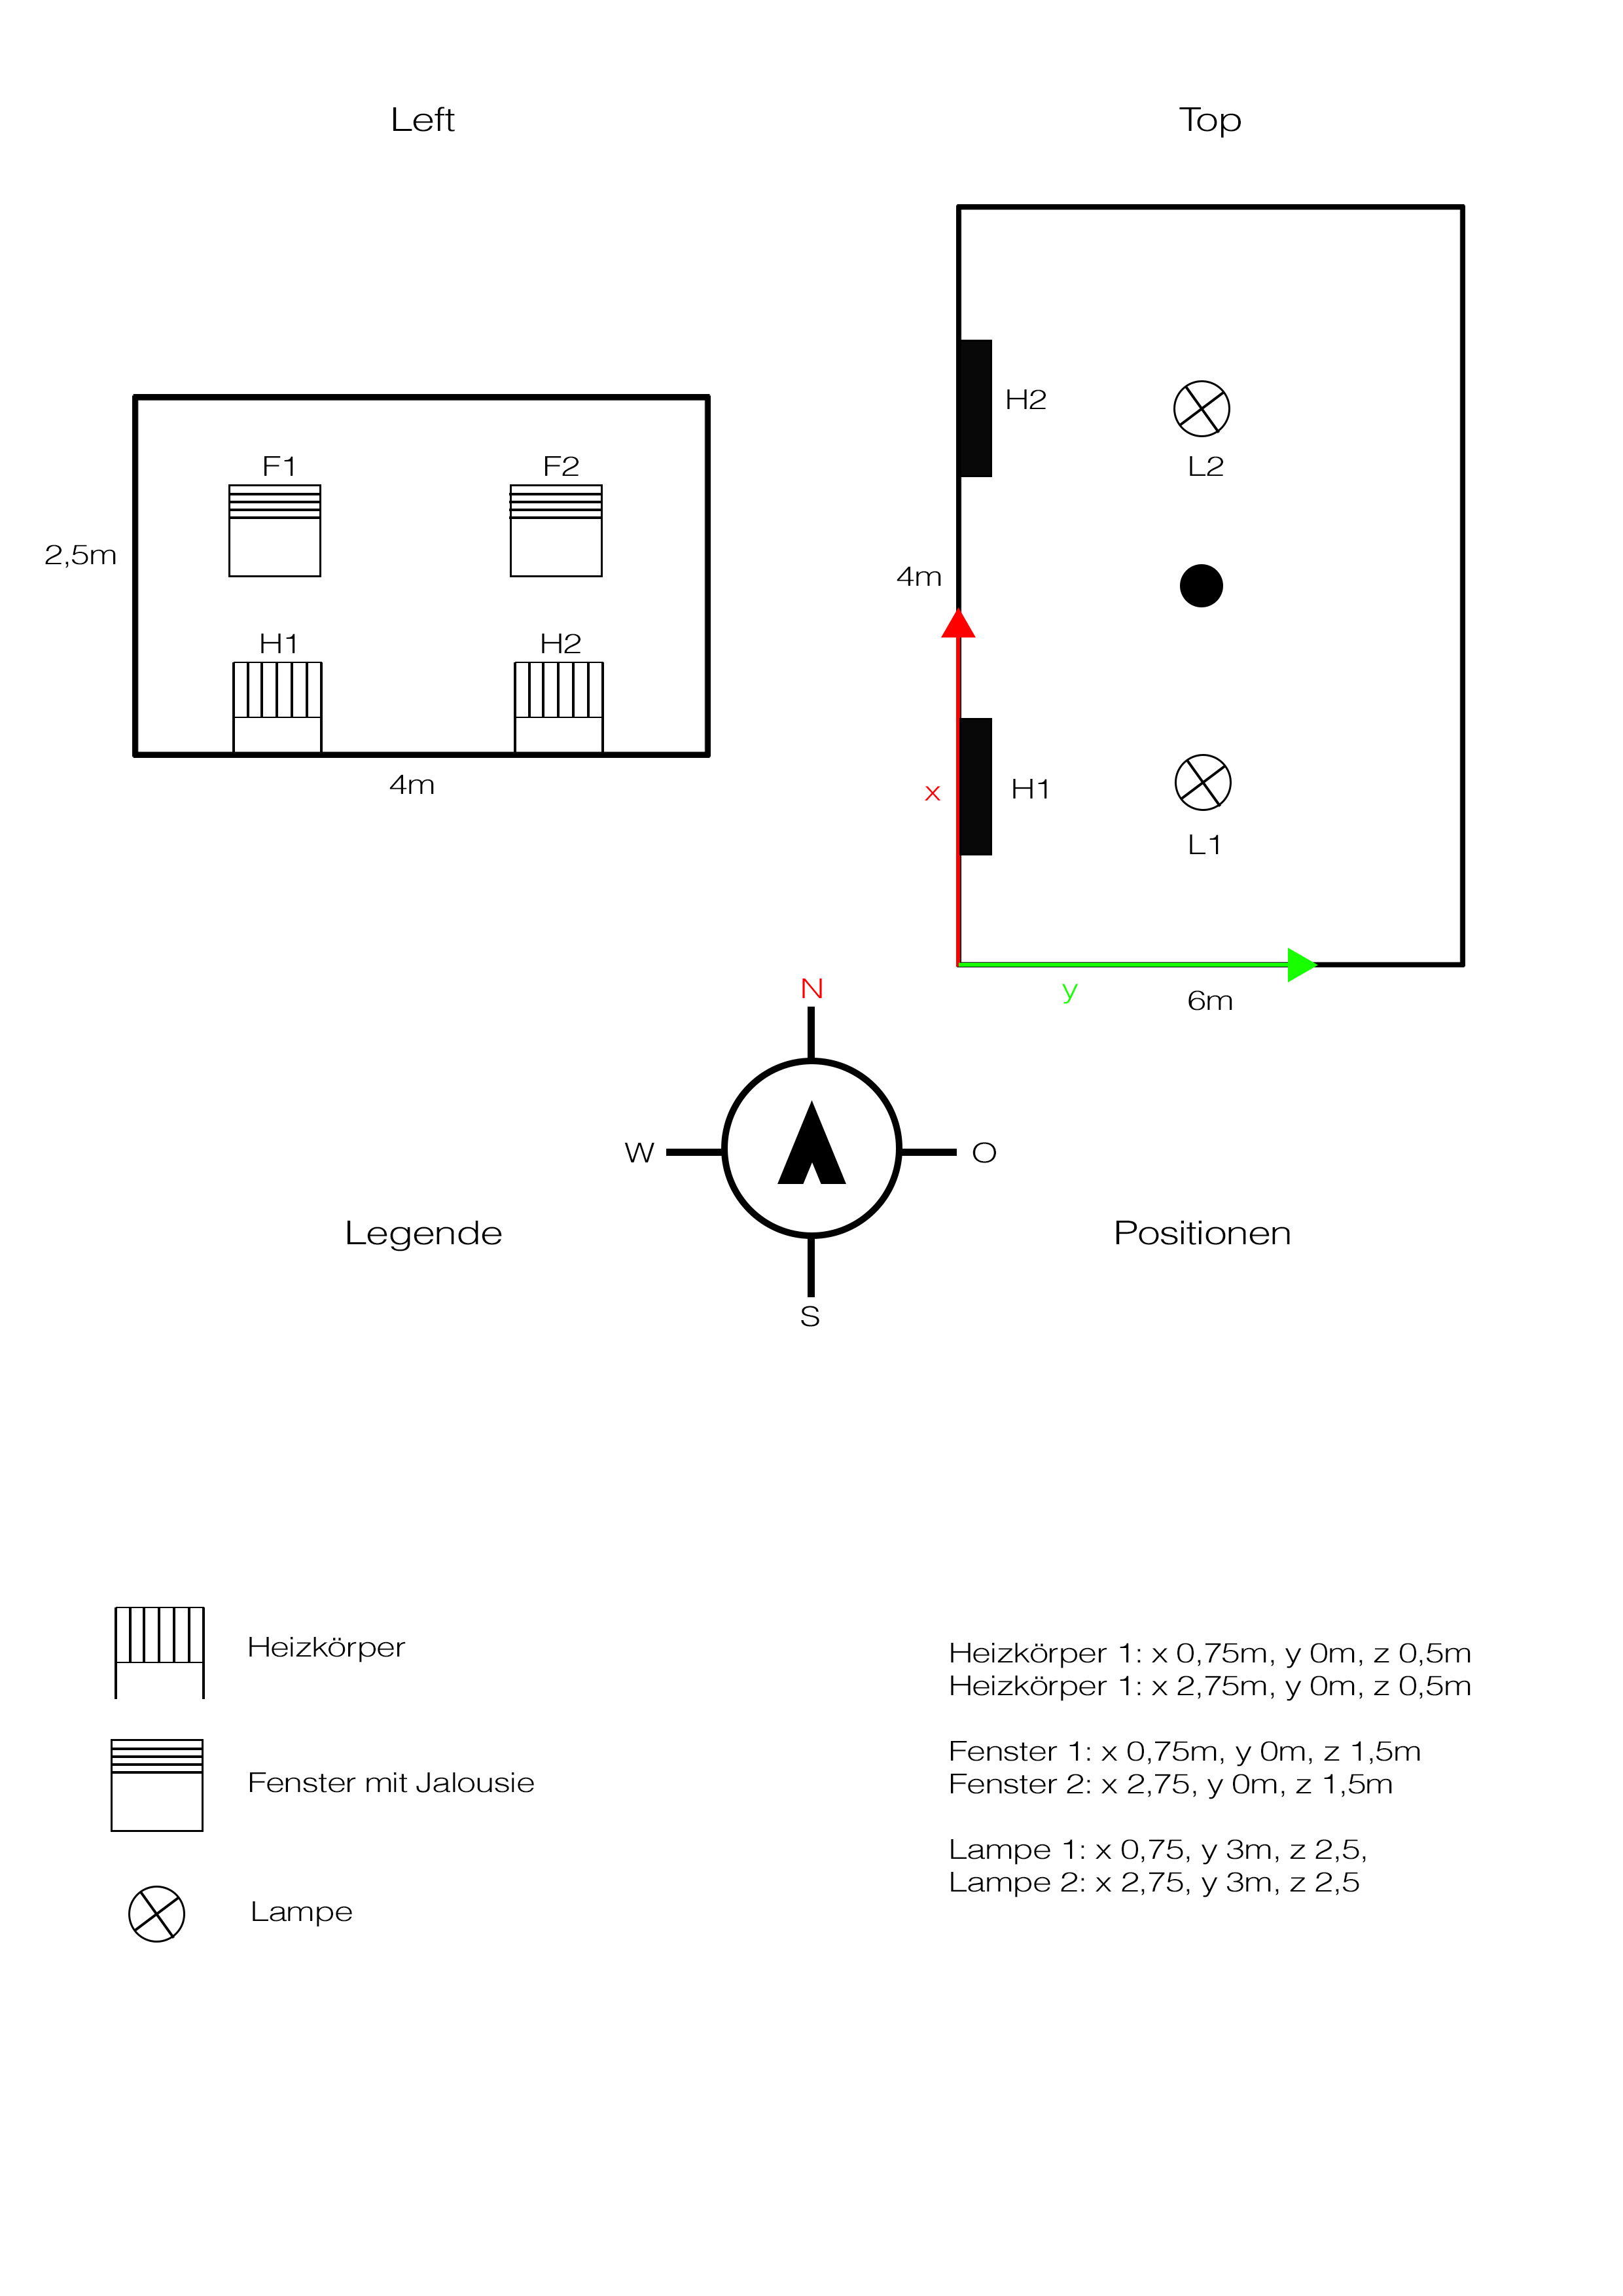 Left
Top
F1
F2
2,5m
H1
H2
4m
H2
L2
4m
x
H1
L1
y
6m
N
W
O
S
Legende
Positionen
Heizkörper
Fenster mit Jalousie
Lampe
Heizkörper 1: x 0,75m, y 0m, z 0,5m
Heizkörper 1: x 2,75m, y 0m, z 0,5m
Fenster 1: x 0,75m, y 0m, z 1,5m
Fenster 2: x 2,75, y 0m, z 1,5m
Lampe 1: x 0,75, y 3m, z 2,5,
Lampe 2: x 2,75, y 3m, z 2,5